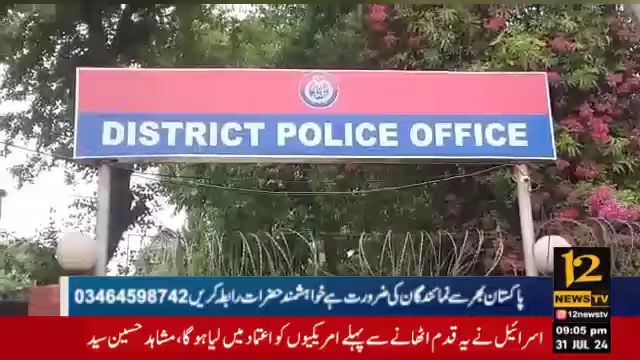 DISTRICT POLICE OFFICE
پاکستان بھر سے نمائندگان کی ضرورت ہے خواہشمند حضرات رابطہ کریں 03464598742
12
NEWS TV
12newstv
09:05 pm
31 JUL 24
اسرائیل نے یہ قدم اٹھانے سے پہلے امریکیوں کو اعتماد میں لیا ہوگا، مشاہد حسین سید